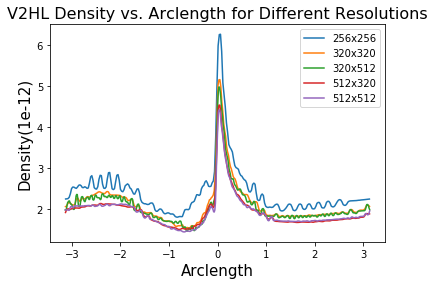 V2HL Density vs. Arclength for Different Resolutions
Density(1e-12)
6
5
4
3
2
256x256
320x320
320x512
512x320
512x512
−3
−2
−1
0
1
2
3
Arclength